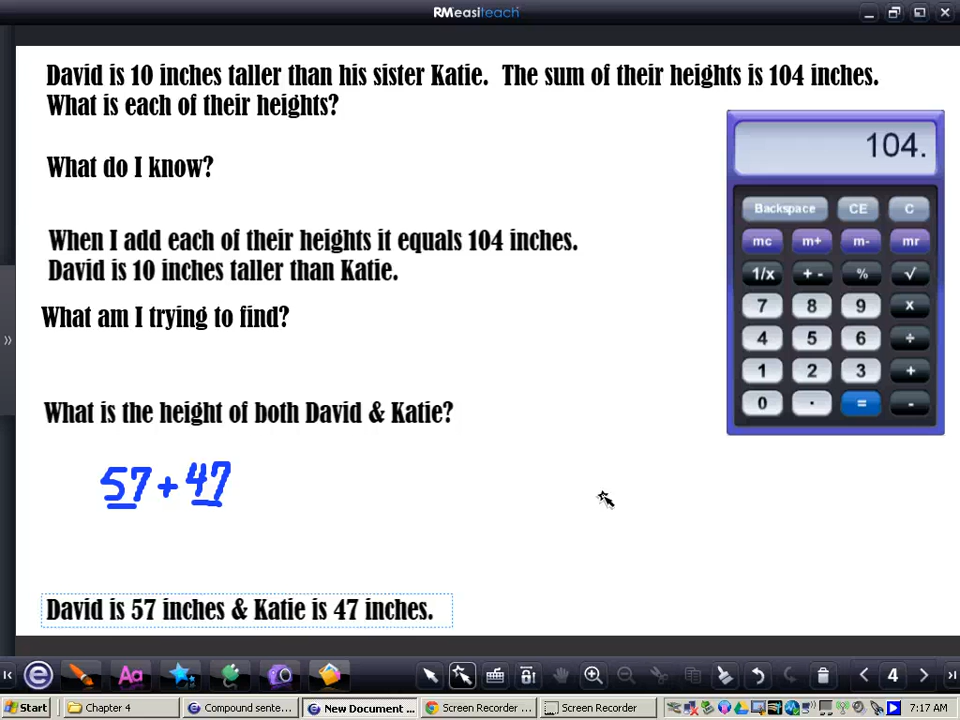 RMeasiteach
David is 10 inches taller than his sister Katie. The sum of their heights is 104 inches.
What is each of their heights?
104.
What do I know?
Backspace CE C
When I add each of their heights it equals 104 inches.
mc m+ m- mr
David is 10 inches taller than Katie.
1/x + - % √
What am I trying to find?
7 8 9 x
4 5 6 ÷
1 2 3 +
0 . = -
What is the height of both David & Katie?
57+47
David is 57 inches & Katie is 47 inches.
e Aa 4
Start Chapter 4 Compound sente... New Document ... Screen Recorder ... Screen Recorder 7:17 AM